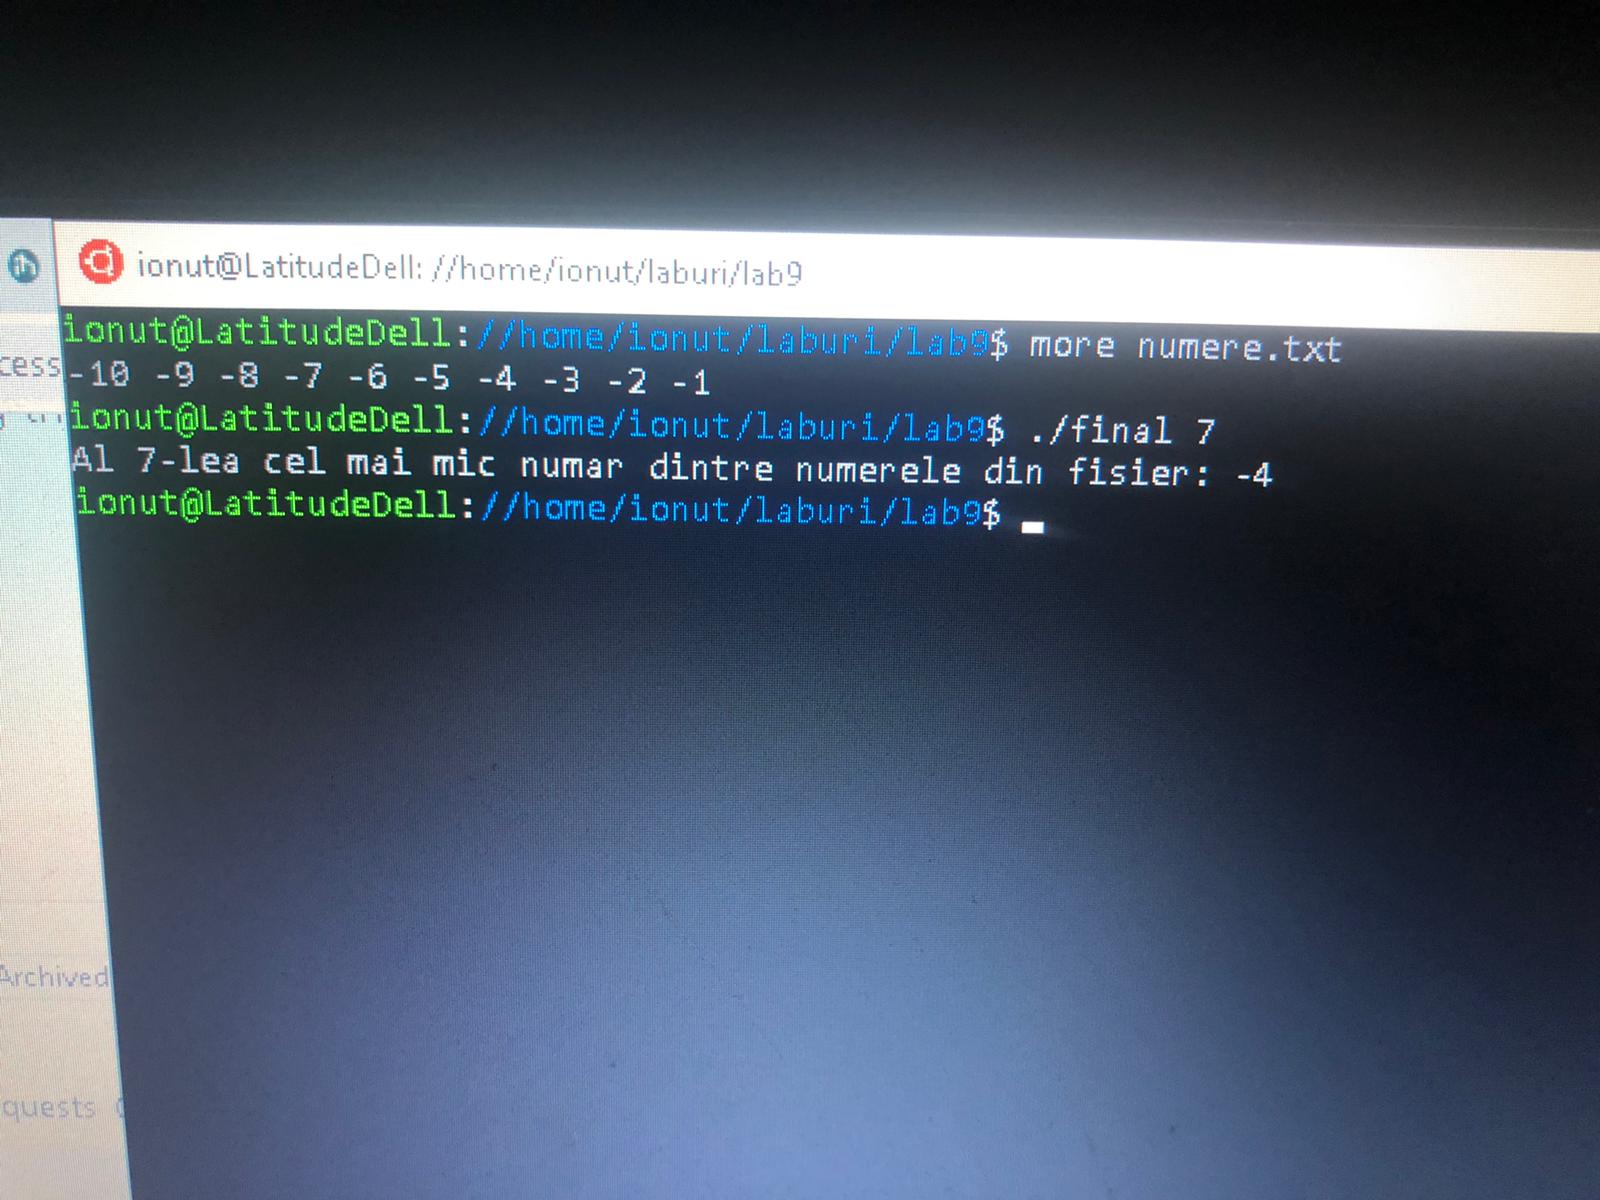 ionut@LatitudeDell: //home/ionut/laburi/lab9
ionut@LatitudeDell://home/ionut/laburi/lab9$ more numere.txt
-10 -9 -8 -7 -6 -5 -4 -3 -2 -1
ionut@LatitudeDell://home/ionut/laburi/lab9$ ./final 7
Al 7-lea cel mai mic numar dintre numerele din fisier: -4
ionut@LatitudeDell://home/ionut/laburi/lab9$
cess
Archived
quests